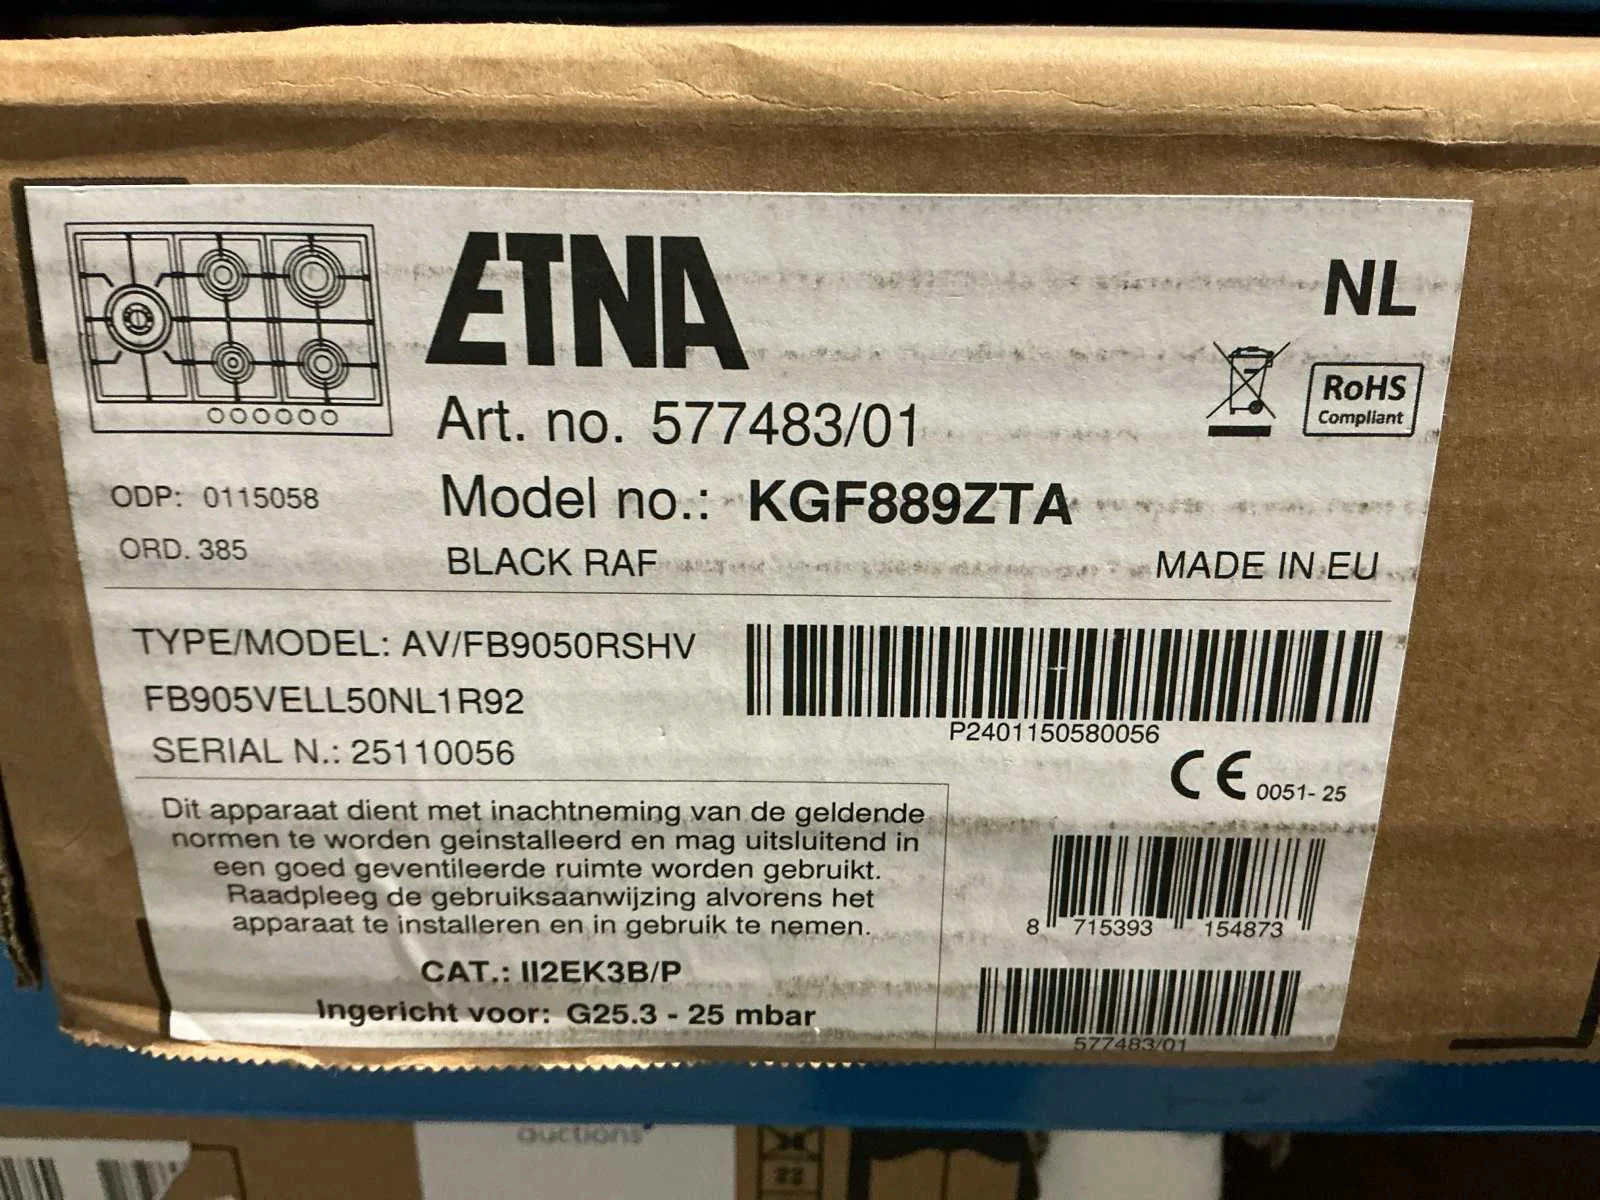 ETNA
NL
Art. no. 577483/01
RoHS
Compliant
ODP: 0115058
Model no.: KGF889ZTA
ORD. 385
BLACK RAF
MADE IN EU
TYPE/MODEL: AV/FB9050RSHV
FB905VELL50NL1R92
SERIAL N.: 25110056
P2401150580056
CE 0051-25
Dit apparaat dient met inachtneming van de geldende
normen te worden geinstalleerd en mag uitsluitend in
een goed geventileerde ruimte worden gebruikt.
Raadpleeg de gebruiksaanwijzing alvorens het
apparaat te installeren en in gebruik te nemen.
CAT.: II2EK3B/P
Ingericht voor: G25.3 - 25 mbar
8 715393 154873
577483/01
auctions